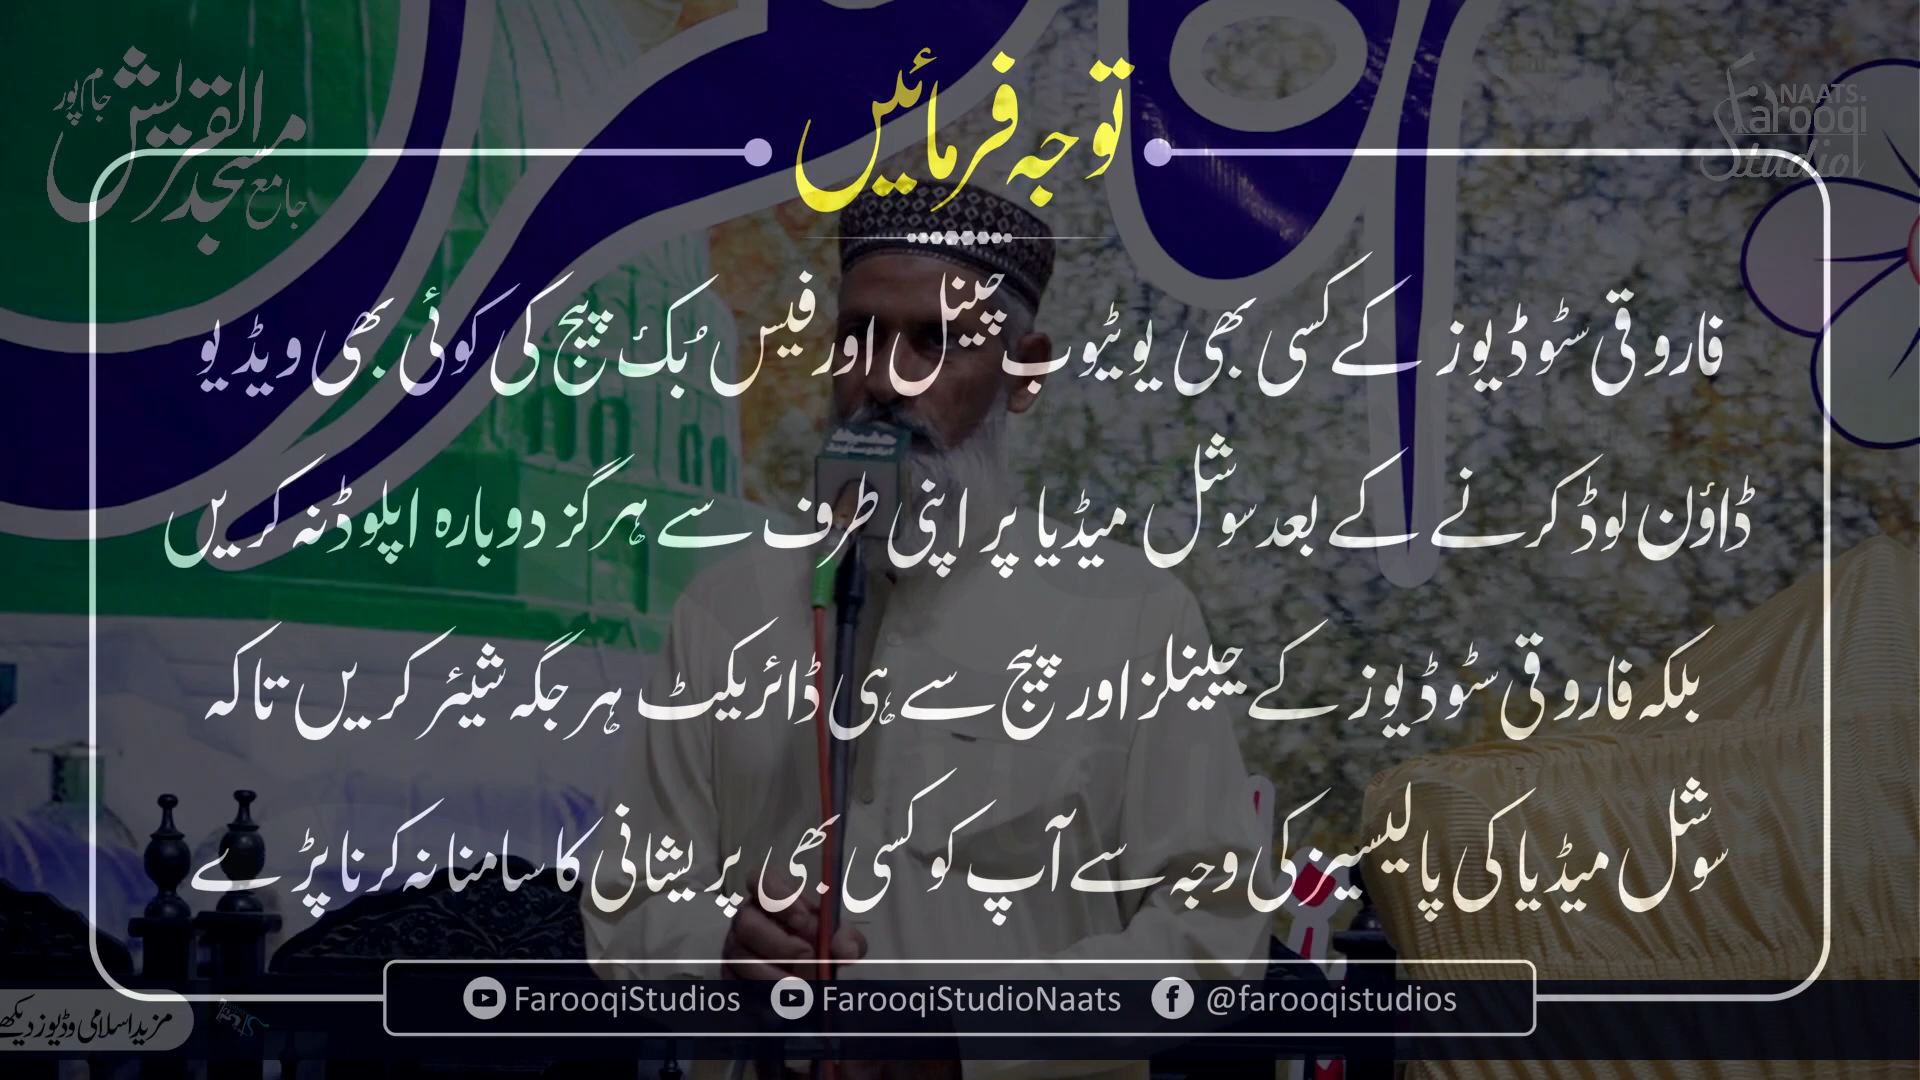 جامع مسجد القریش جام پور
NAATS
Farooqi
Studio
توجہ فرمائیں
فاروقی سٹوڈیوز کے کسی بھی یوٹیوب چینل اور فیس بُک پیج کی کوئی بھی ویڈیو
ڈاؤن لوڈ کرنے کے بعد سوشل میڈیا پر اپنی طرف سے ہرگز دوبارہ اپلوڈ نہ کریں
بلکہ فاروقی سٹوڈیوز کے چینلز اور پیج سے ہی ڈائریکٹ ہر جگہ شیئر کریں تاکہ
سوشل میڈیا کی پالیسیز کی وجہ سے آپ کو کسی بھی پریشانی کا سامنا نہ کرنا پڑے
FarooqiStudios FarooqiStudioNaats @farooqistudios
مزید اسلامی وڈیوز